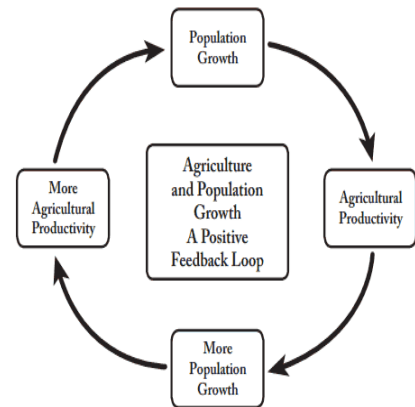 Population
Growth
Agriculture
and Population
Growth
A Positive
Feedback Loop
More
Agricultural
Productivity
Agricultural
Productivity
More
Population
Growth